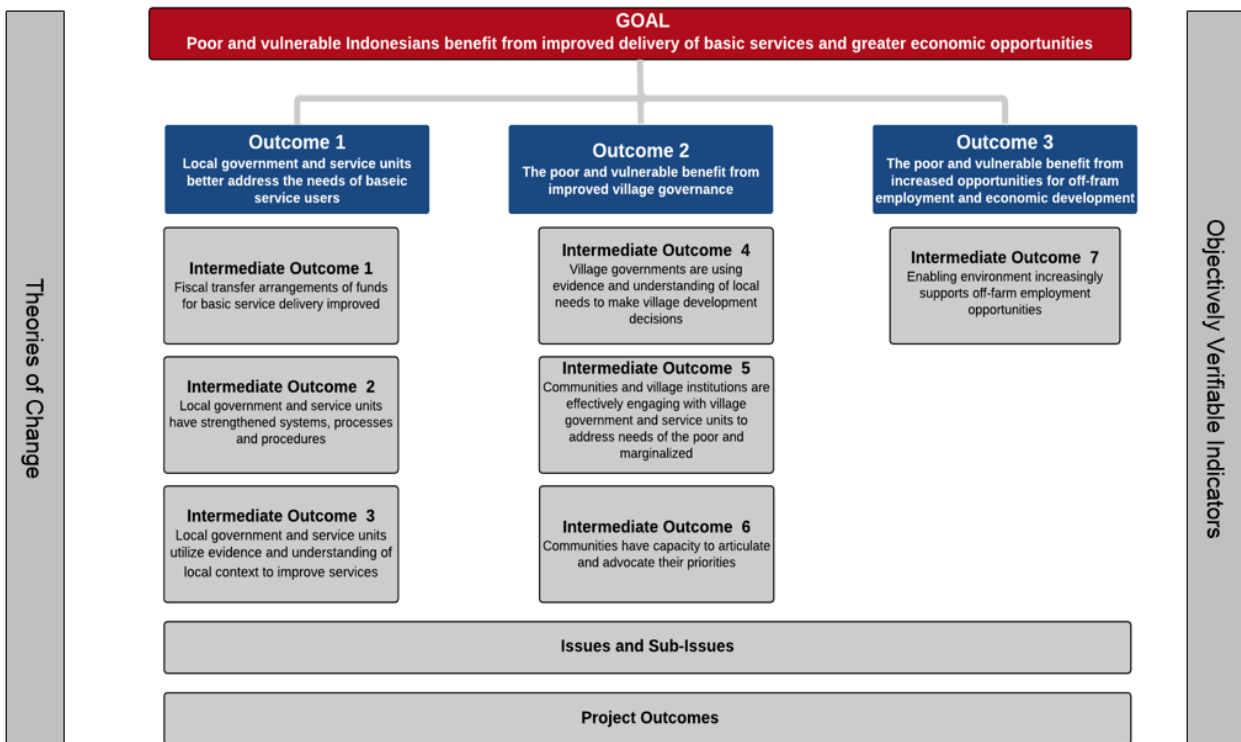 GOAL
Poor and vulnerable Indonesians benefit from improved delivery of basic services and greater economic opportunities
Theories of Change
Outcome 1
Local government and service units
better address the needs of baseic
service users
Intermediate Outcome 1
Fiscal transfer arrangements of funds
for basic service delivery improved
Intermediate Outcome 2
Local government and service units
have strengthened systems, processes
and procedures
Intermediate Outcome 3
Local government and service units
utilize evidence and understanding of
local context to improve services
Outcome 2
The poor and vulnerable benefit from
improved village governance
Intermediate Outcome 4
Village governments are using
evidence and understanding of local
needs to make village development
decisions
Intermediate Outcome 5
Communities and village institutions are
effectively engaging with village
government and service units to
address needs of the poor and
marginalized
Intermediate Outcome 6
Communities have capacity to articulate
and advocate their priorities
Outcome 3
The poor and vulnerable benefit from
increased opportunities for off-fram
employment and economic development
Intermediate Outcome 7
Enabling environment increasingly
supports off-farm employment
opportunities
Objectively Verifiable Indicators
Issues and Sub-Issues
Project Outcomes